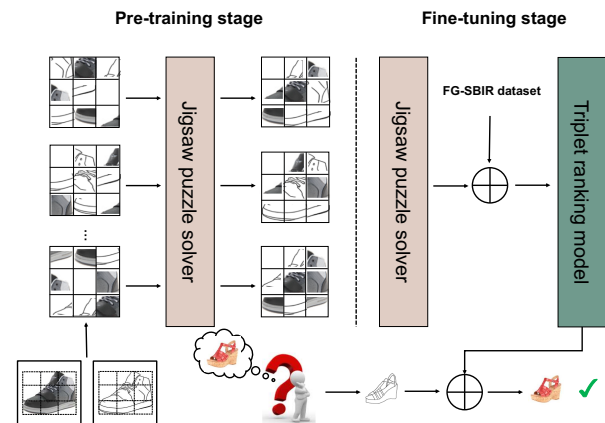 Pre-training stage
Fine-tuning stage
Jigsaw puzzle solver
Jigsaw puzzle solver
FG-SBIR dataset
Triplet ranking model
...
?